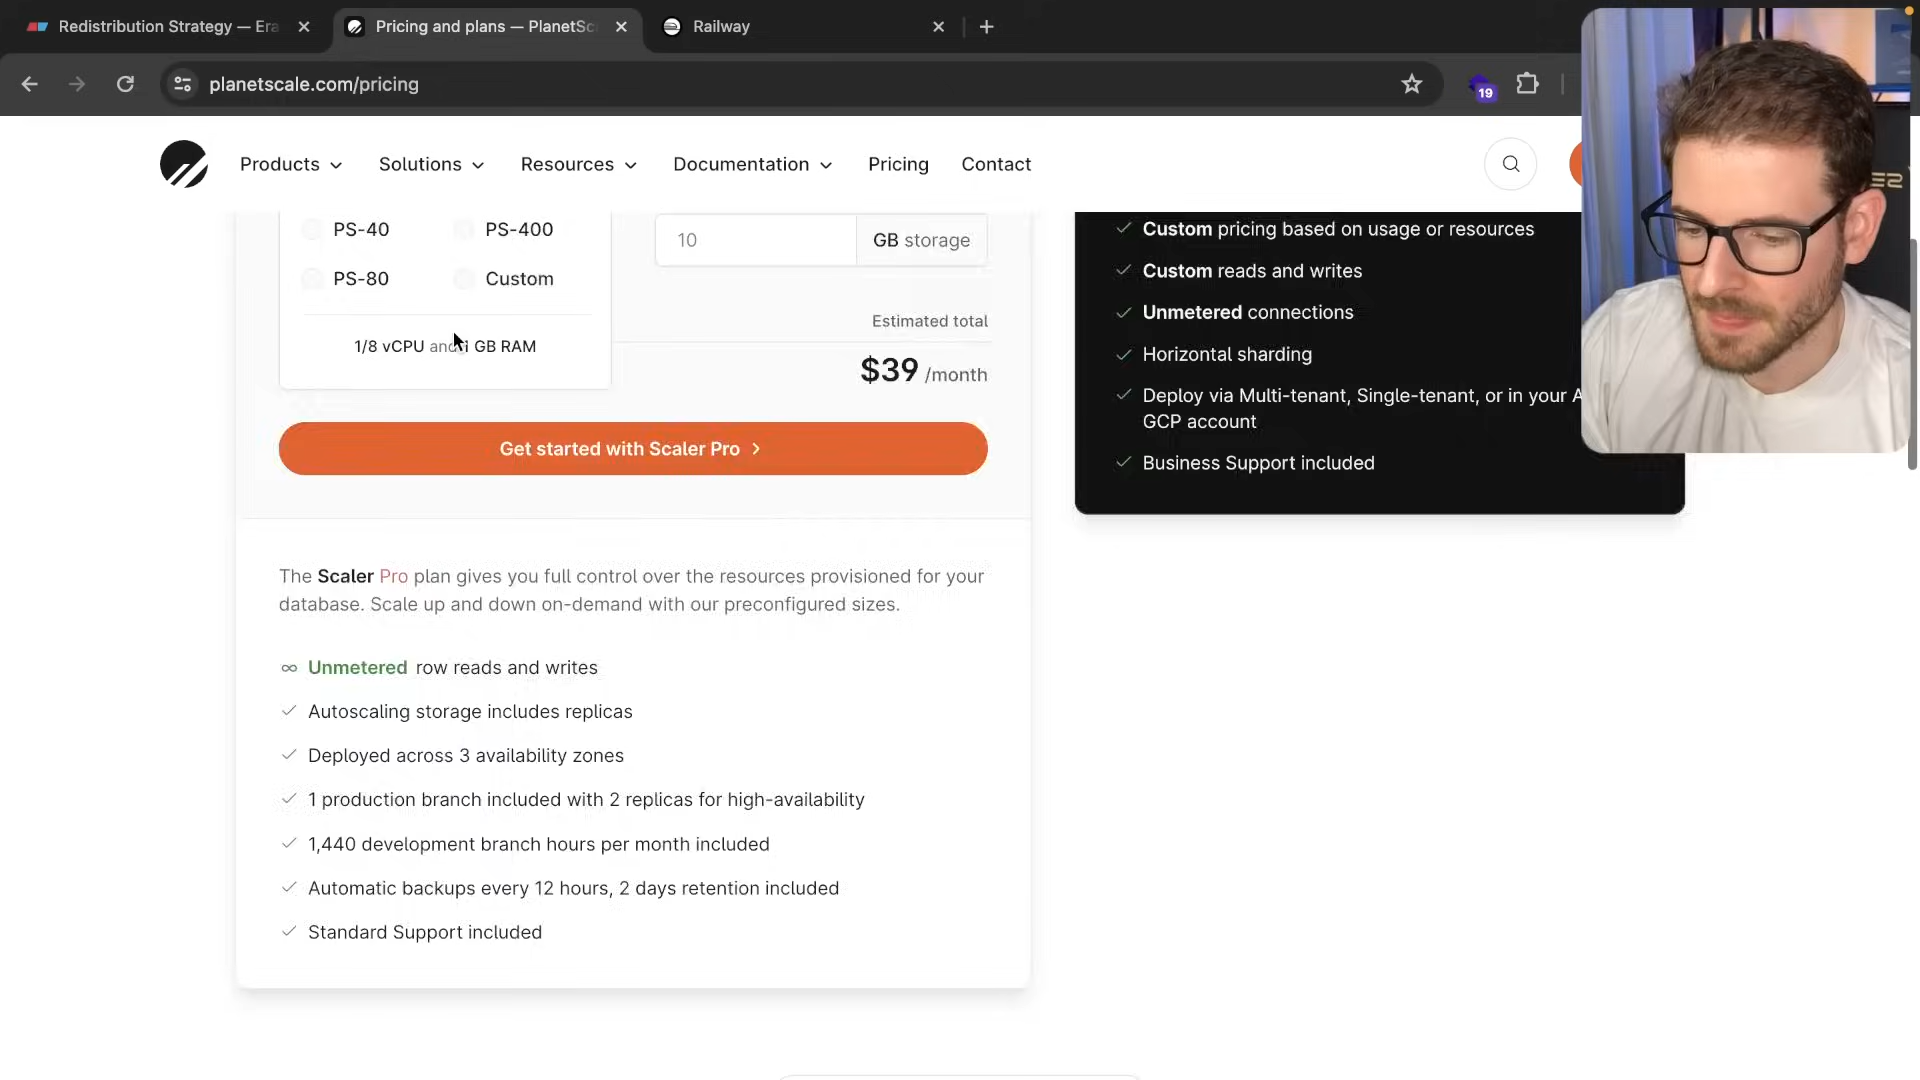 Redistribution Strategy — Era
Pricing and plans — PlanetSc
Railway
planetscale.com/pricing
19
Products
Solutions
Resources
Documentation
Pricing
Contact
PS-40
PS-400
PS-80
Custom
1/8 vCPU and 1 GB RAM
10
GB storage
Estimated total
$39 /month
Get started with Scaler Pro
The Scaler Pro plan gives you full control over the resources provisioned for your
database. Scale up and down on-demand with our preconfigured sizes.
Unmetered row reads and writes
Autoscaling storage includes replicas
Deployed across 3 availability zones
1 production branch included with 2 replicas for high-availability
1,440 development branch hours per month included
Automatic backups every 12 hours, 2 days retention included
Standard Support included
Custom pricing based on usage or resources
Custom reads and writes
Unmetered connections
Horizontal sharding
Deploy via Multi-tenant, Single-tenant, or in your A
GCP account
Business Support included